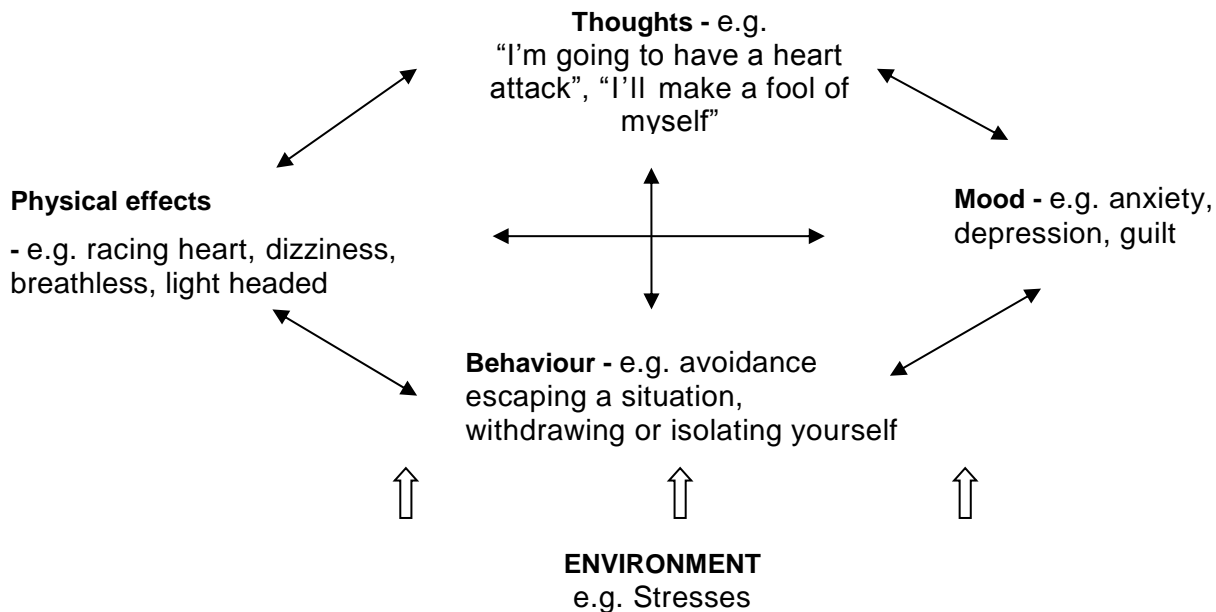 Thoughts - e.g.
“I’m going to have a heart
attack”, “I’ll make a fool of
myself”
Physical effects
- e.g. racing heart, dizziness,
breathless, light headed
Mood - e.g. anxiety,
depression, guilt
Behaviour - e.g. avoidance
escaping a situation,
withdrawing or isolating yourself
ENVIRONMENT
e.g. Stresses